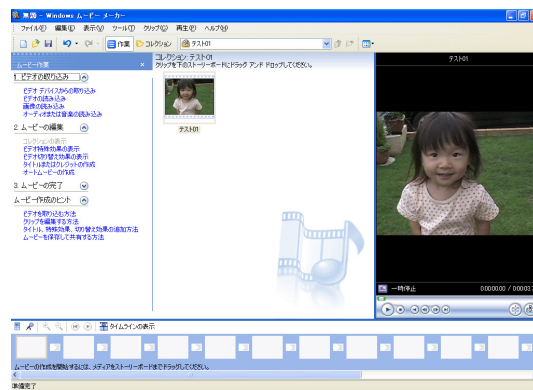 無題 - Windows ムービー メーカー
ファイル(F) 編集(E) 表示(V) ツール(T) クリップ(C) 再生(P) ヘルプ(H)
作業 コレクション テスト01
ムービー作業
コレクション: テスト01
クリップを下のストーリーボードにドラッグ アンド ドロップしてください。
テスト01
1. ビデオの取り込み
ビデオ デバイスからの取り込み
ビデオの読み込み
画像の読み込み
オーディオまたは音楽の読み込み
2. ムービーの編集
コレクションの表示
ビデオ特殊効果の表示
ビデオ切り替え効果の表示
タイトルまたはクレジットの作成
オートムービーの作成
3. ムービーの完了
ムービー作成のヒント
ビデオを取り込む方法
クリップを編集する方法
タイトル、特殊効果、切り替え効果の追加方法
ムービーを保存して共有する方法
テスト01
一時停止
タイムラインの表示
ムービーの作成を開始するには、メディアをストーリーボードまでドラッグしてください。
準備完了